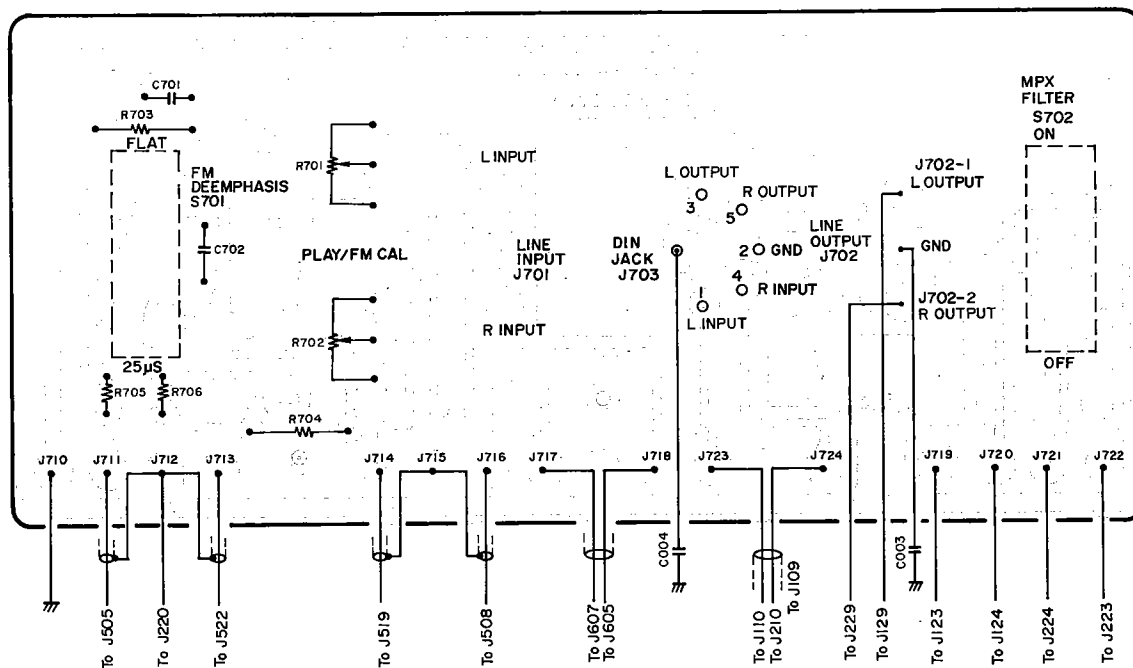 C701
R703
FLAT
FM
DEEMPHASIS
S701
C702
25µS
R705
R706
R704
R701
PLAY/FM CAL
R702
L INPUT
LINE
INPUT
J701
R INPUT
DIN
JACK
J703
L OUTPUT
3
R OUTPUT
5
2
GND
4
R INPUT
1
L INPUT
LINE
OUTPUT
J702
J702-1
L OUTPUT
GND
J702-2
R OUTPUT
MPX
FILTER
S702
ON
OFF
J710
J711
J712
J713
J714
J715
J716
J717
J718
J723
J724
J719
J720
J721
J722
C004
C003
To J505
To J220
To J522
To J519
To J508
To J607
To J605
To J110
To J210
To J109
To J229
To J129
To J123
To J124
To J224
To J223